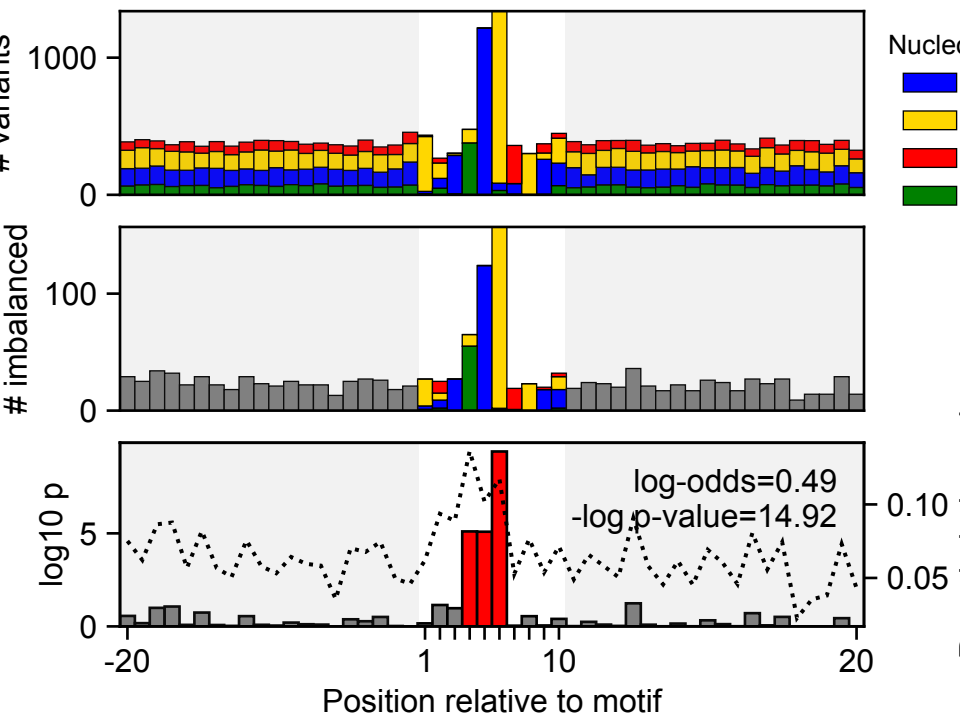 # variants
1000
0
# imbalanced
100
0
log10 p
5
0
log-odds=0.49
-log p-value=14.92
0.10
0.05
-20
1
10
20
Position relative to motif